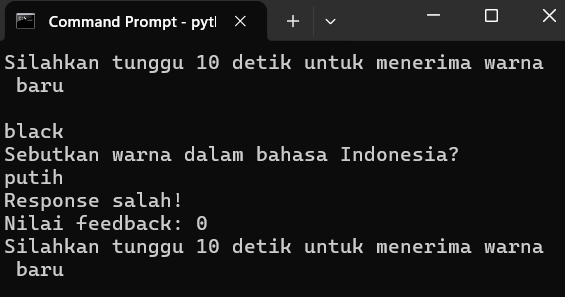 Command Prompt - pyt
Silahkan tunggu 10 detik untuk menerima warna
baru
black
Sebutkan warna dalam bahasa Indonesia?
putih
Response salah!
Nilai feedback: 0
Silahkan tunggu 10 detik untuk menerima warna
baru